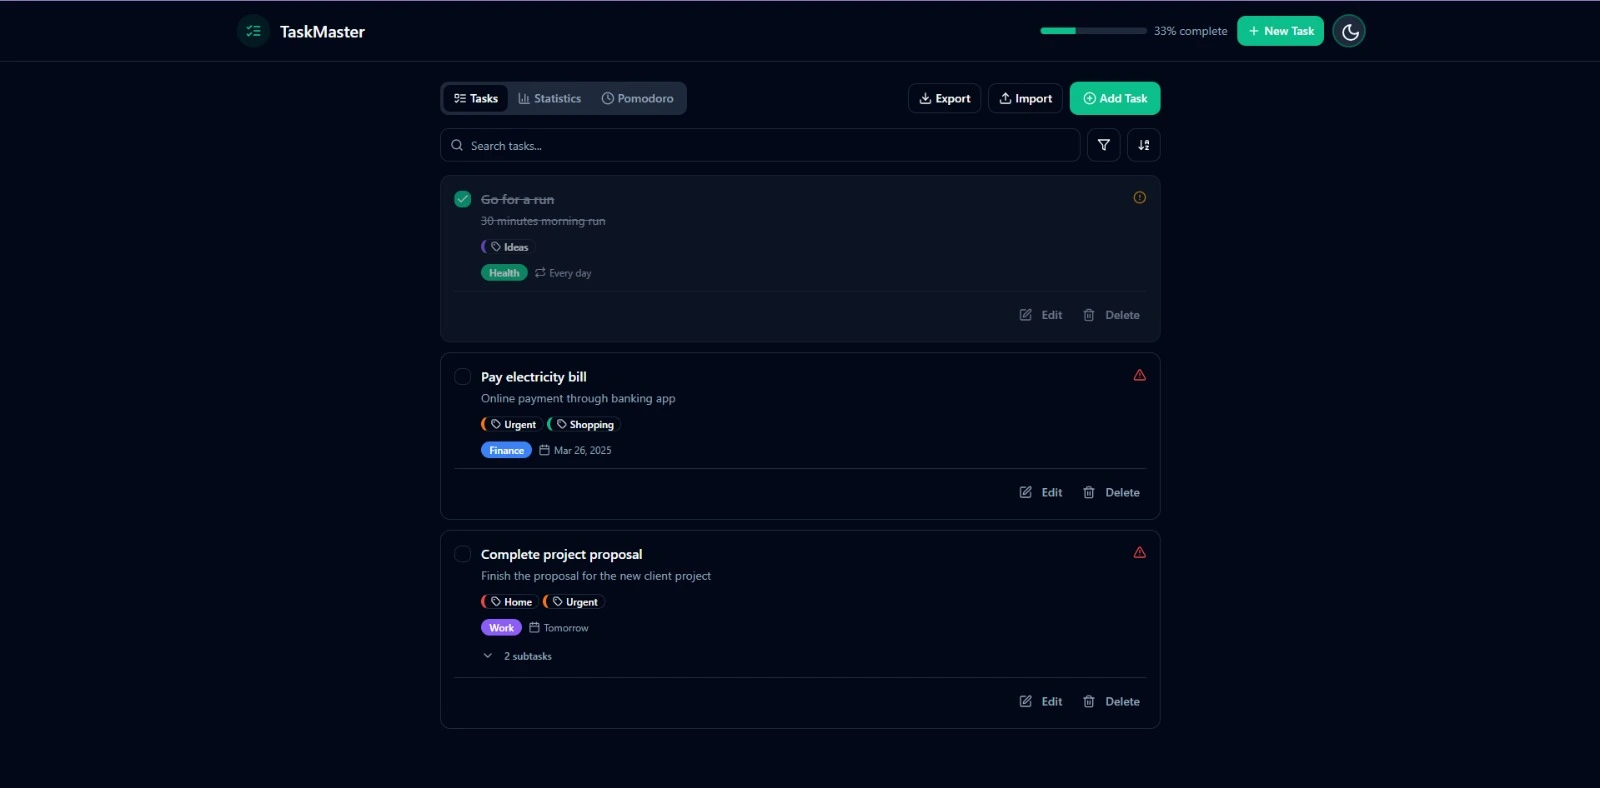 TaskMaster
33% complete
New Task
Tasks
Statistics
Pomodoro
Export
Import
Add Task
Search tasks...
Go for a run
30 minutes morning run
Ideas
Health Every day
Edit Delete
Pay electricity bill
Online payment through banking app
Urgent Shopping
Finance Mar 26, 2025
Edit Delete
Complete project proposal
Finish the proposal for the new client project
Home Urgent
Work Tomorrow
2 subtasks
Edit Delete